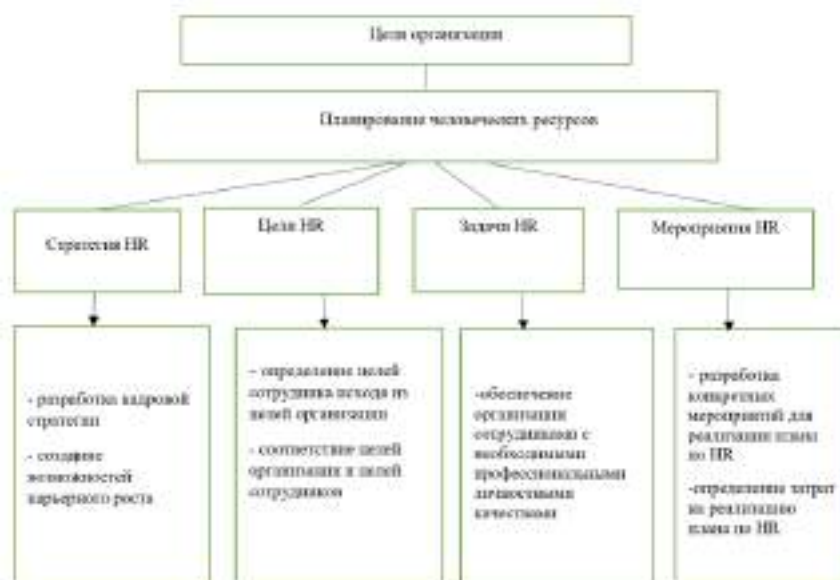 Цели организации
Планирование человеческих ресурсов
Стратегия HR
Цели HR
Задачи HR
Мероприятия HR
- разработка кадровой
стратегии
- создание
возможностей
карьерного роста
- определение целей
сотрудника исходя из
целей организации
- соответствие целей
организации и целей
сотрудников
-обеспечение
организации
сотрудниками с
необходимыми
профессиональными
личностными
качествами
- разработка
конкретных
мероприятий для
реализации плана
по HR
-определение затрат
на реализацию
плана по HR